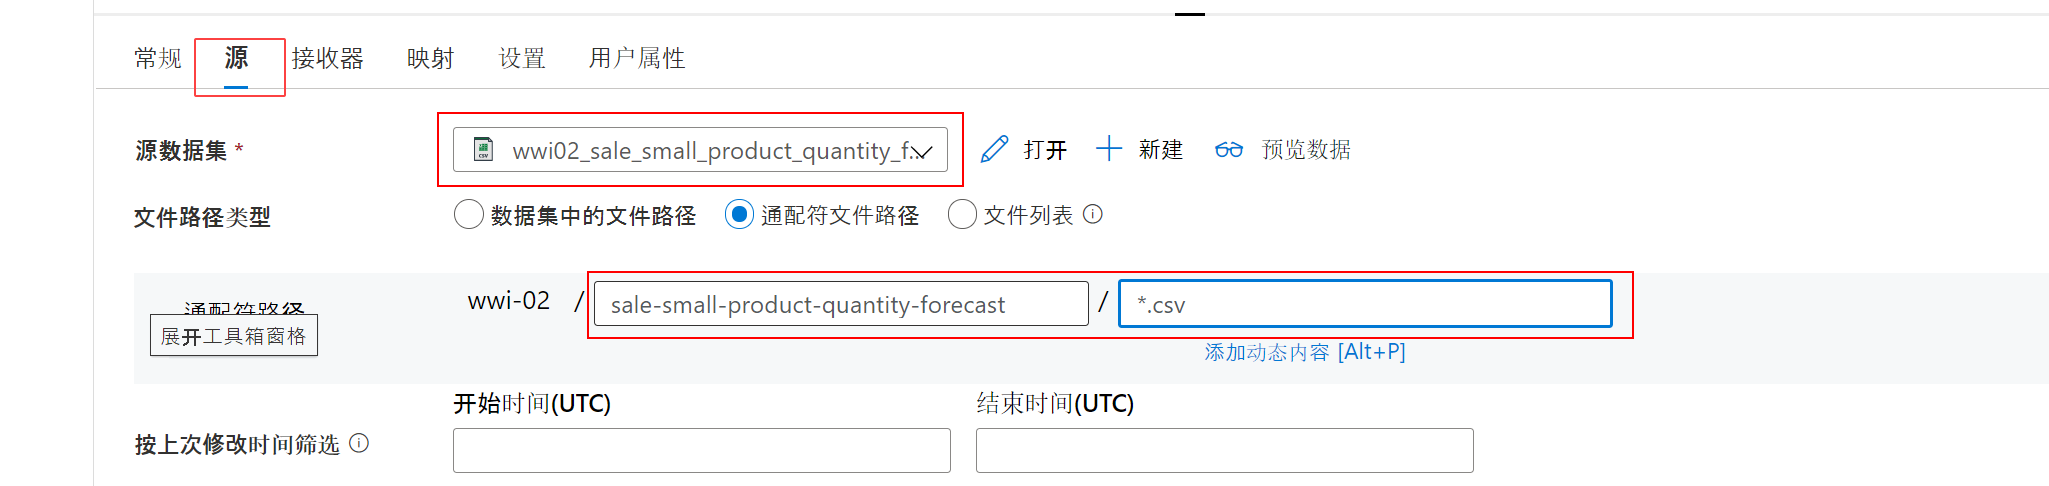 常规 源 接收器 映射 设置 用户属性
源数据集 * wwi02_sale_small_product_quantity_f... 打开 新建 预览数据
文件路径类型 数据集中的文件路径 通配符文件路径 文件列表
通配符路径 wwi-02 / sale-small-product-quantity-forecast / *.csv
展开工具箱窗格
添加动态内容 [Alt+P]
开始时间(UTC) 结束时间(UTC)
按上次修改时间筛选